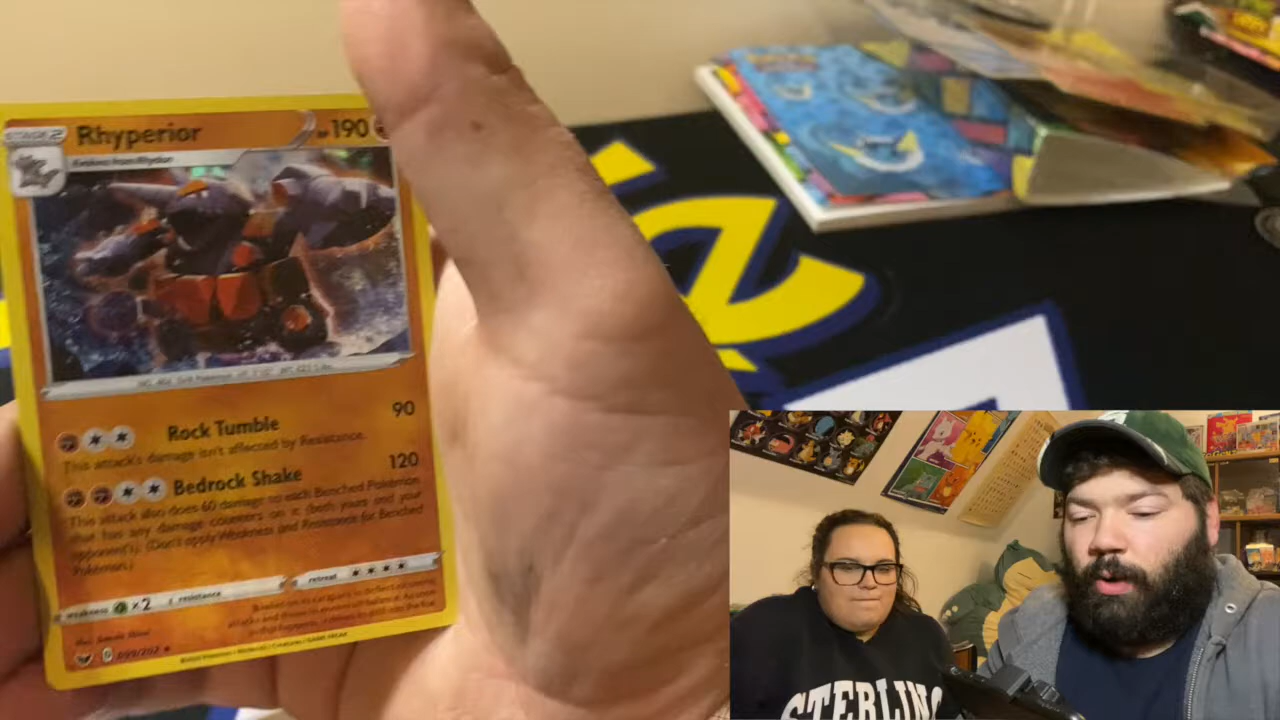 STAGE 2
Rhyperior
HP 190
Evolves from Rhydon
Rock Tumble 90
This attack's damage isn't affected by Resistance.
Bedrock Shake 120
This attack also does 60 damage to each Benched Pokémon
that has any damage counters on it (both yours and your
opponent's). (Don't apply Weakness and Resistance for Benched
Pokémon.)
weakness ×2 resistance retreat
099/202
STERLING